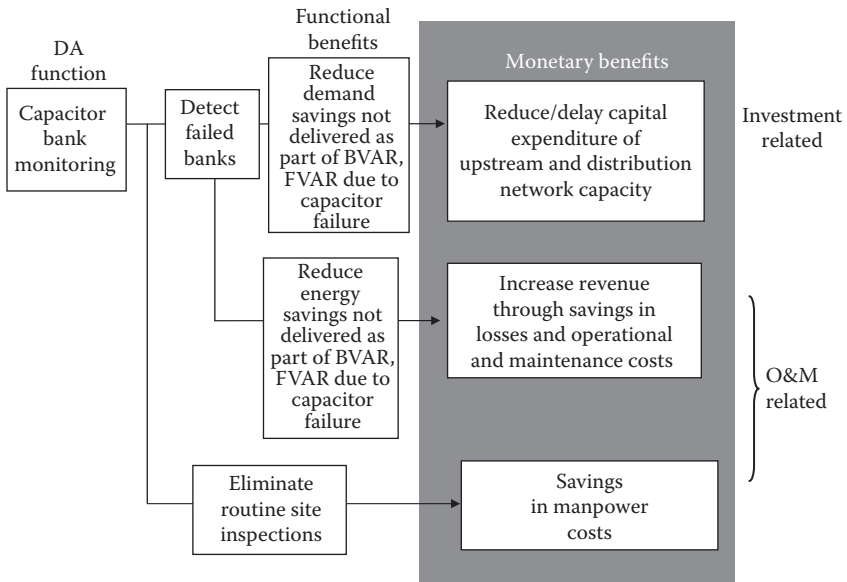 DA
function
Capacitor
bank
monitoring
Detect
failed
banks
Functional
benefits
Reduce
demand
savings not
delivered as
part of BVAR,
FVAR due to
capacitor
failure
Monetary benefits
Reduce/delay capital
expenditure of
upstream and distribution
network capacity
Investment
related
Reduce
energy
savings not
delivered as
part of BVAR,
FVAR due to
capacitor
failure
Increase revenue
through savings in
losses and operational
and maintenance costs
O&M
related
Eliminate
routine site
inspections
Savings
in manpower
costs